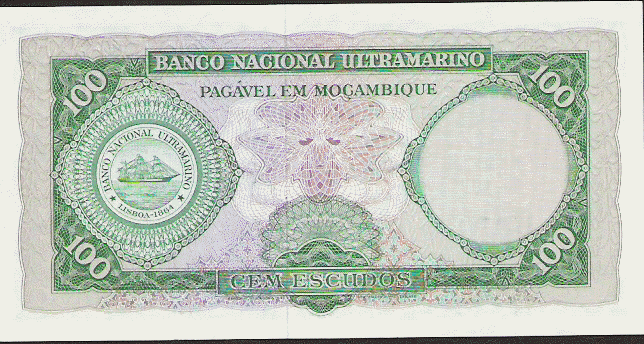 BANCO NACIONAL ULTRAMARINO
100
100
PAGÁVEL EM MOÇAMBIQUE
BANCO NACIONAL ULTRAMARINO
LISBOA-1864
100
100
CEM ESCUDOS